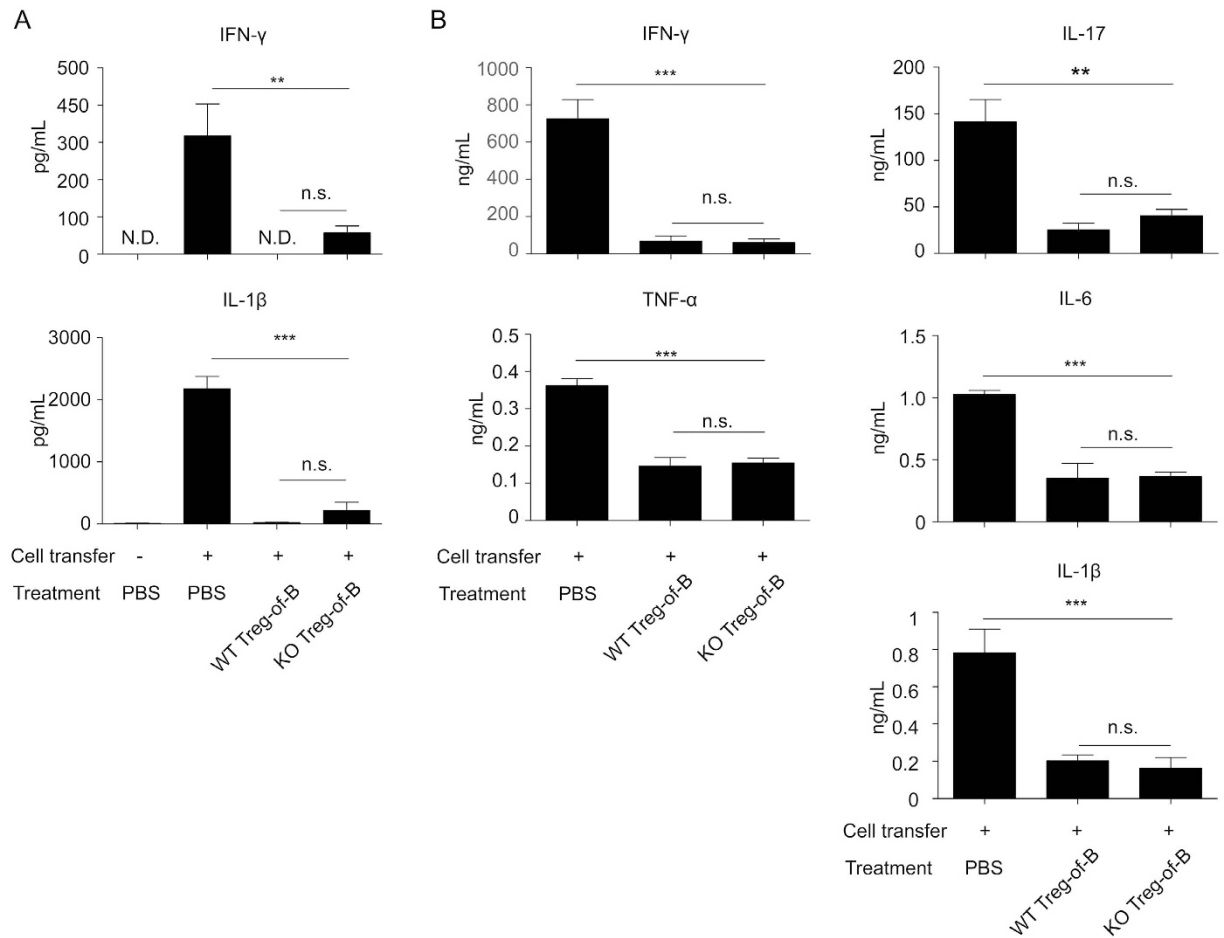 A
IFN-γ
500
450
300
200
100
0
pg/mL
**
n.s.
N.D.
N.D.
IL-1β
3000
2000
1000
0
pg/mL
***
n.s.
Cell transfer - + + +
Treatment PBS PBS WT Treg-of-B KO Treg-of-B
B
IFN-γ
1000
800
600
400
200
0
ng/mL
***
n.s.
TNF-α
0.5
0.4
0.3
0.2
0.1
0
ng/mL
***
n.s.
Cell transfer + + +
Treatment PBS WT Treg-of-B KO Treg-of-B
IL-17
200
150
100
50
0
ng/mL
**
n.s.
IL-6
1.5
1.0
0.5
0
ng/mL
***
n.s.
IL-1β
1
0.8
0.6
0.4
0.2
0
ng/mL
***
n.s.
Cell transfer + + +
Treatment PBS WT Treg-of-B KO Treg-of-B